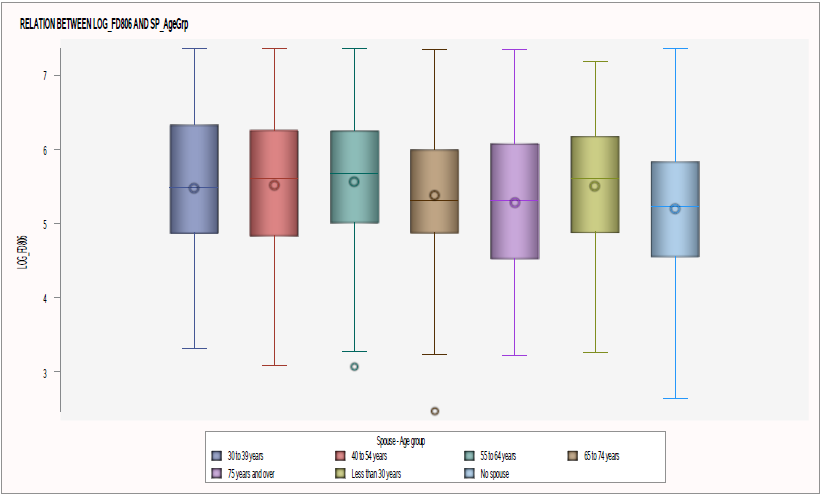 RELATION BETWEEN LOG_FD806 AND SP_AgeGrp
7
6
5
4
3
LOG_FD806
Spouse - Age group
30 to 39 years 40 to 54 years 55 to 64 years 65 to 74 years
75 years and over Less than 30 years No spouse